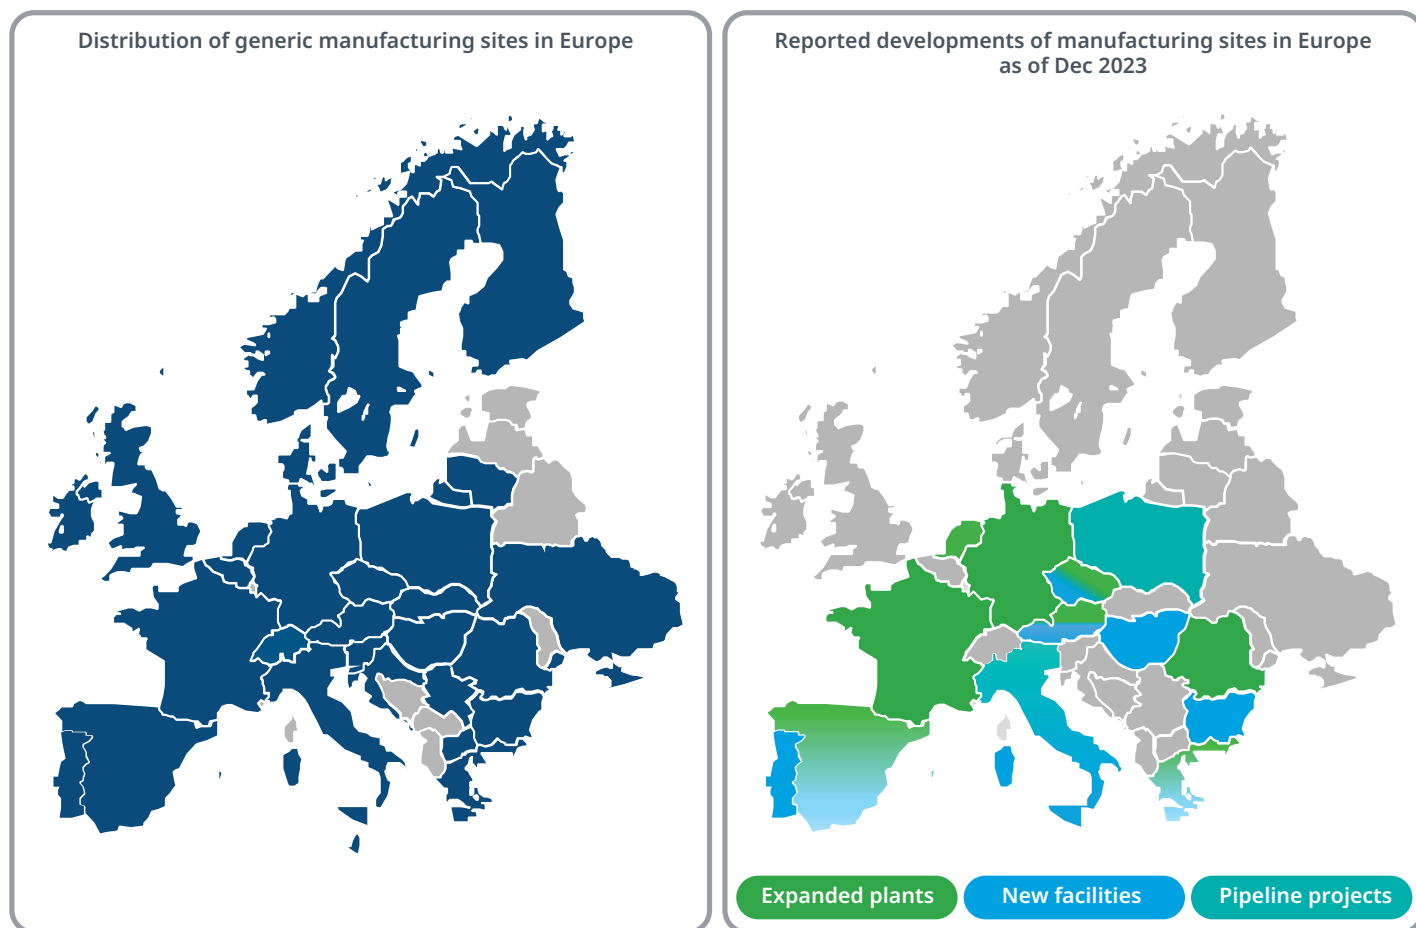 Distribution of generic manufacturing sites in Europe
Reported developments of manufacturing sites in Europe
as of Dec 2023
Expanded plants
New facilities
Pipeline projects